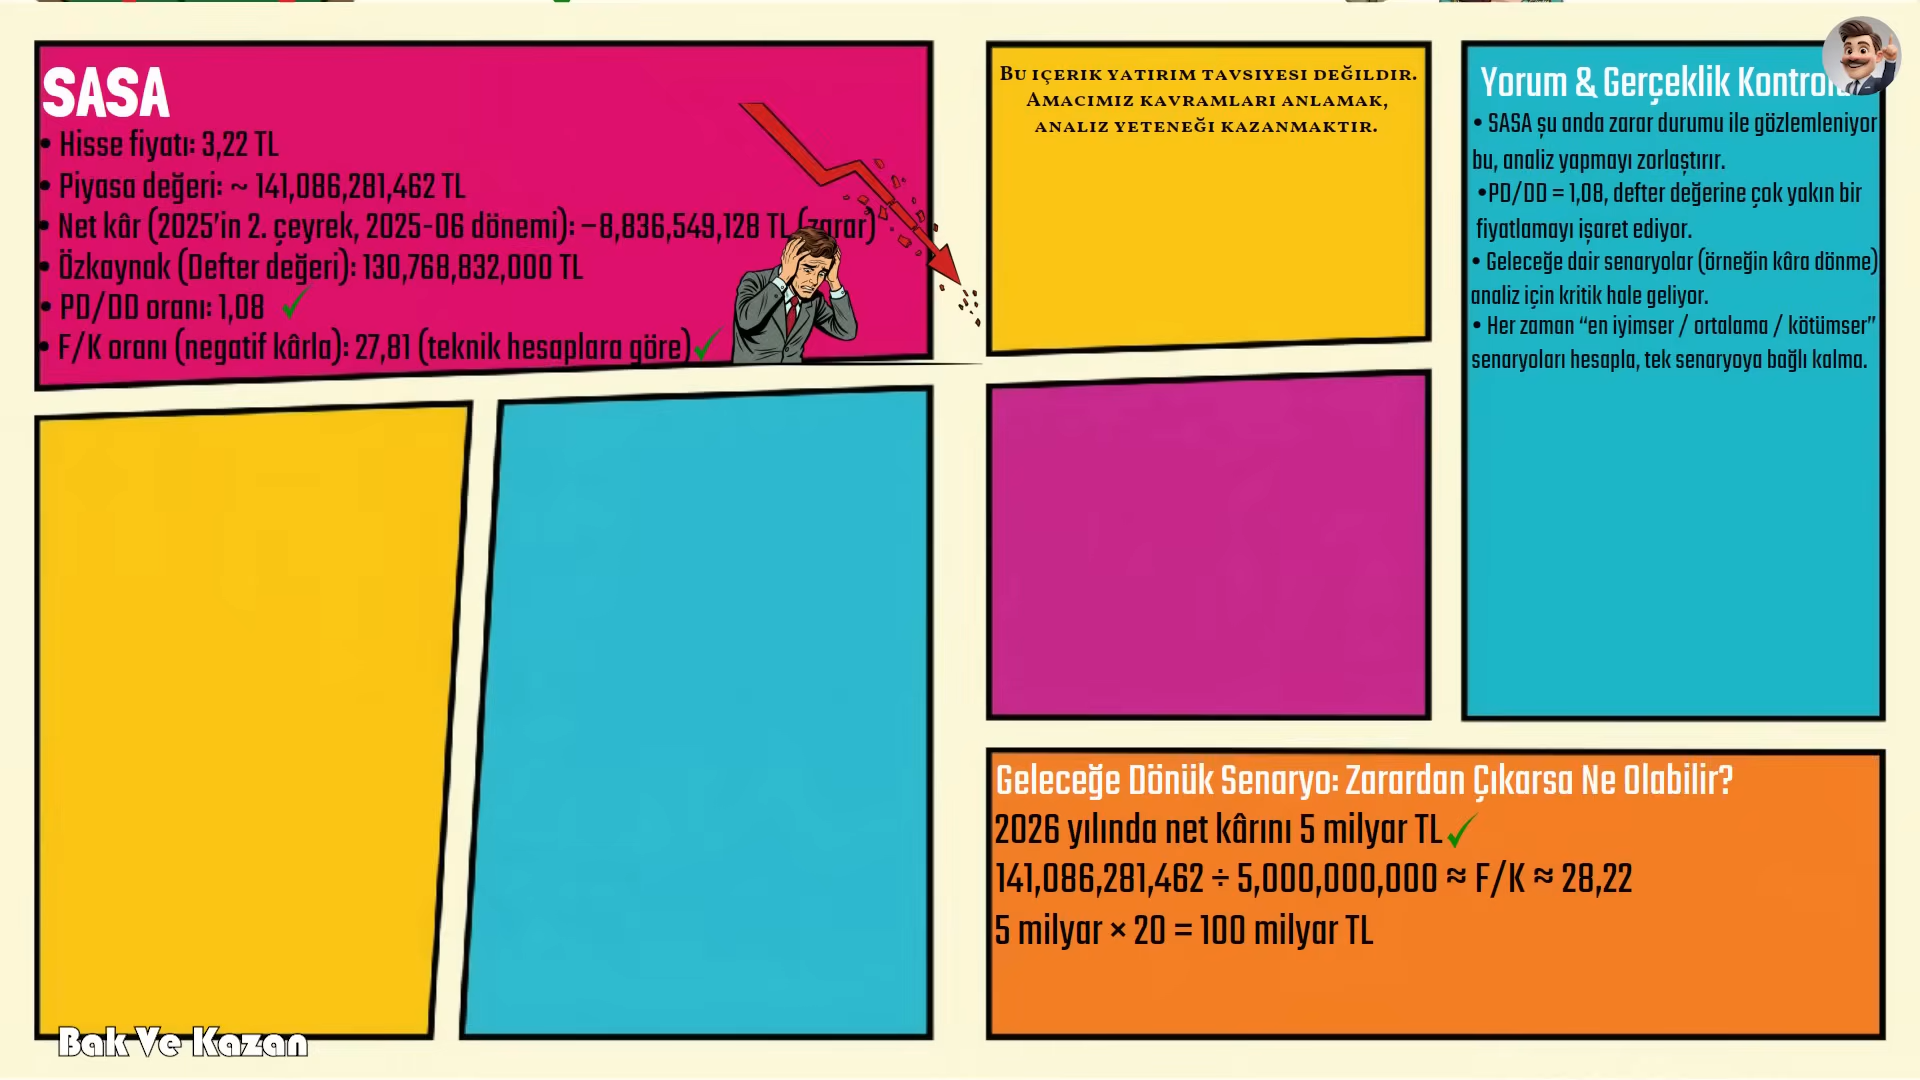 SASA
• Hisse fiyatı: 3,22 TL
• Piyasa değeri: ~ 141,086,281,462 TL
• Net kâr (2025’in 2. çeyrek, 2025-06 dönemi): −8,836,549,128 TL (zarar)
• Özkaynak (Defter değeri): 130,768,832,000 TL
• PD/DD oranı: 1,08
• F/K oranı (negatif kârla): 27,81 (teknik hesaplara göre)
Bu içerik yatırım tavsiyesi değildir.
Amacımız kavramları anlamak,
analiz yeteneği kazanmaktır.
Yorum & Gerçeklik Kontrolü
• SASA şu anda zarar durumu ile gözlemleniyor
bu, analiz yapmayı zorlaştırır.
•PD/DD = 1,08, defter değerine çok yakın bir
fiyatlamayı işaret ediyor.
• Geleceğe dair senaryolar (örneğin kâra dönme)
analiz için kritik hale geliyor.
• Her zaman “en iyimser / ortalama / kötümser”
senaryoları hesapla, tek senaryoya bağlı kalma.
Geleceğe Dönük Senaryo: Zarardan Çıkarsa Ne Olabilir?
2026 yılında net kârını 5 milyar TL
141,086,281,462 ÷ 5,000,000,000 ≈ F/K ≈ 28,22
5 milyar × 20 = 100 milyar TL
Bak Ve Kazan